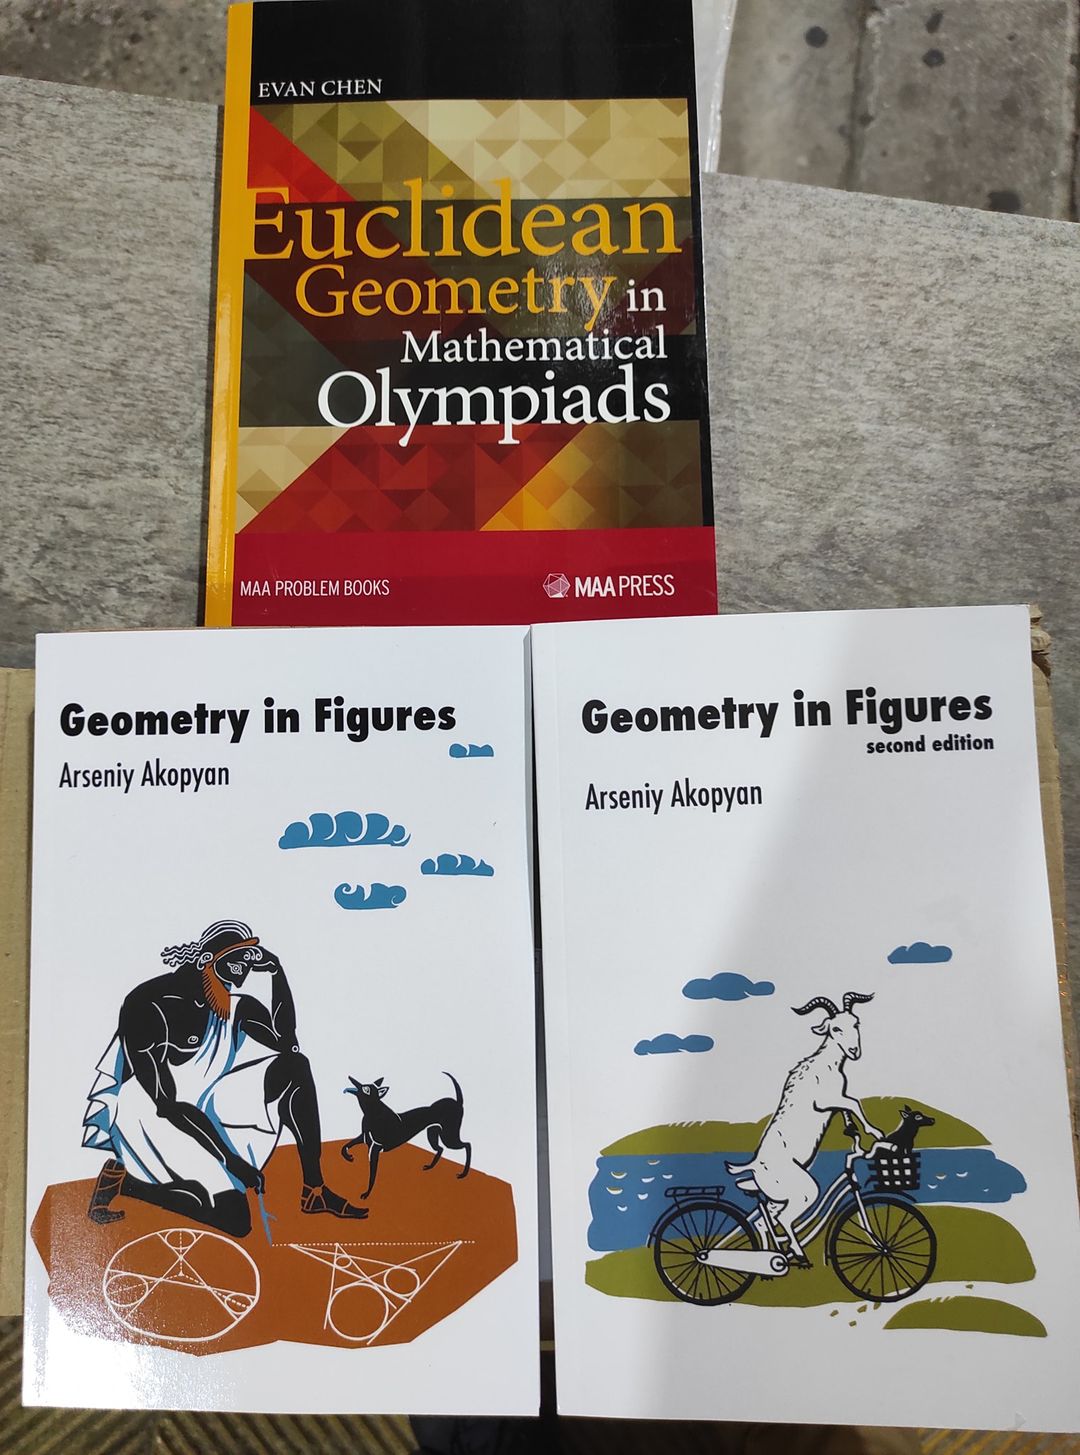 EVAN CHEN
Euclidean
Geometry in
Mathematical
Olympiads
MAA PROBLEM BOOKS
MAA PRESS
Geometry in Figures
Arseniy Akopyan
Geometry in Figures
second edition
Arseniy Akopyan